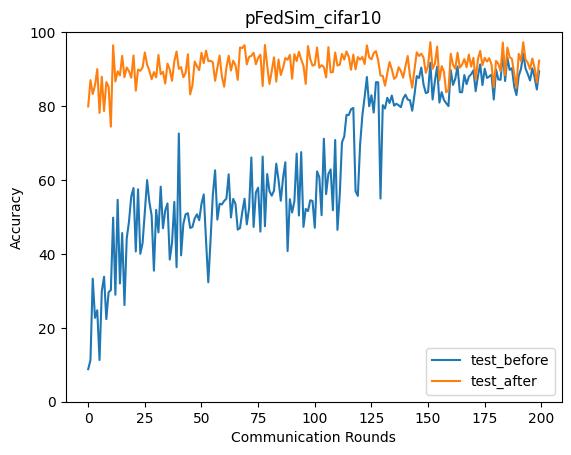 pFedSim_cifar10
100
80
60
40
20
0
Accuracy
test_before
test_after
0 25 50 75 100 125 150 175 200
Communication Rounds